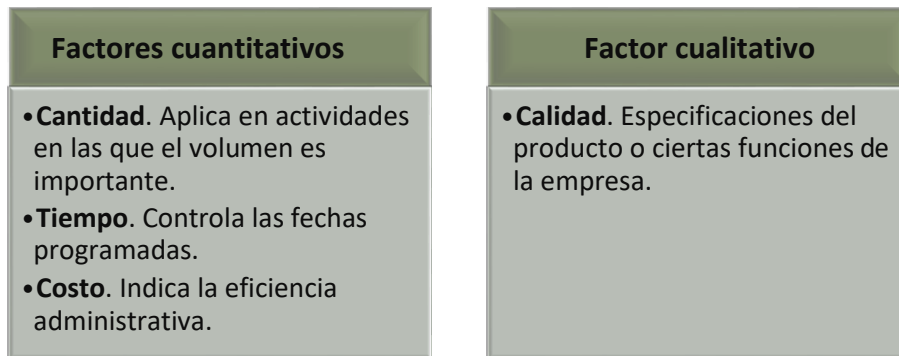 Factores cuantitativos
•Cantidad. Aplica en actividades
en las que el volumen es
importante.
•Tiempo. Controla las fechas
programadas.
•Costo. Indica la eficiencia
administrativa.
Factor cualitativo
•Calidad. Especificaciones del
producto o ciertas funciones de
la empresa.